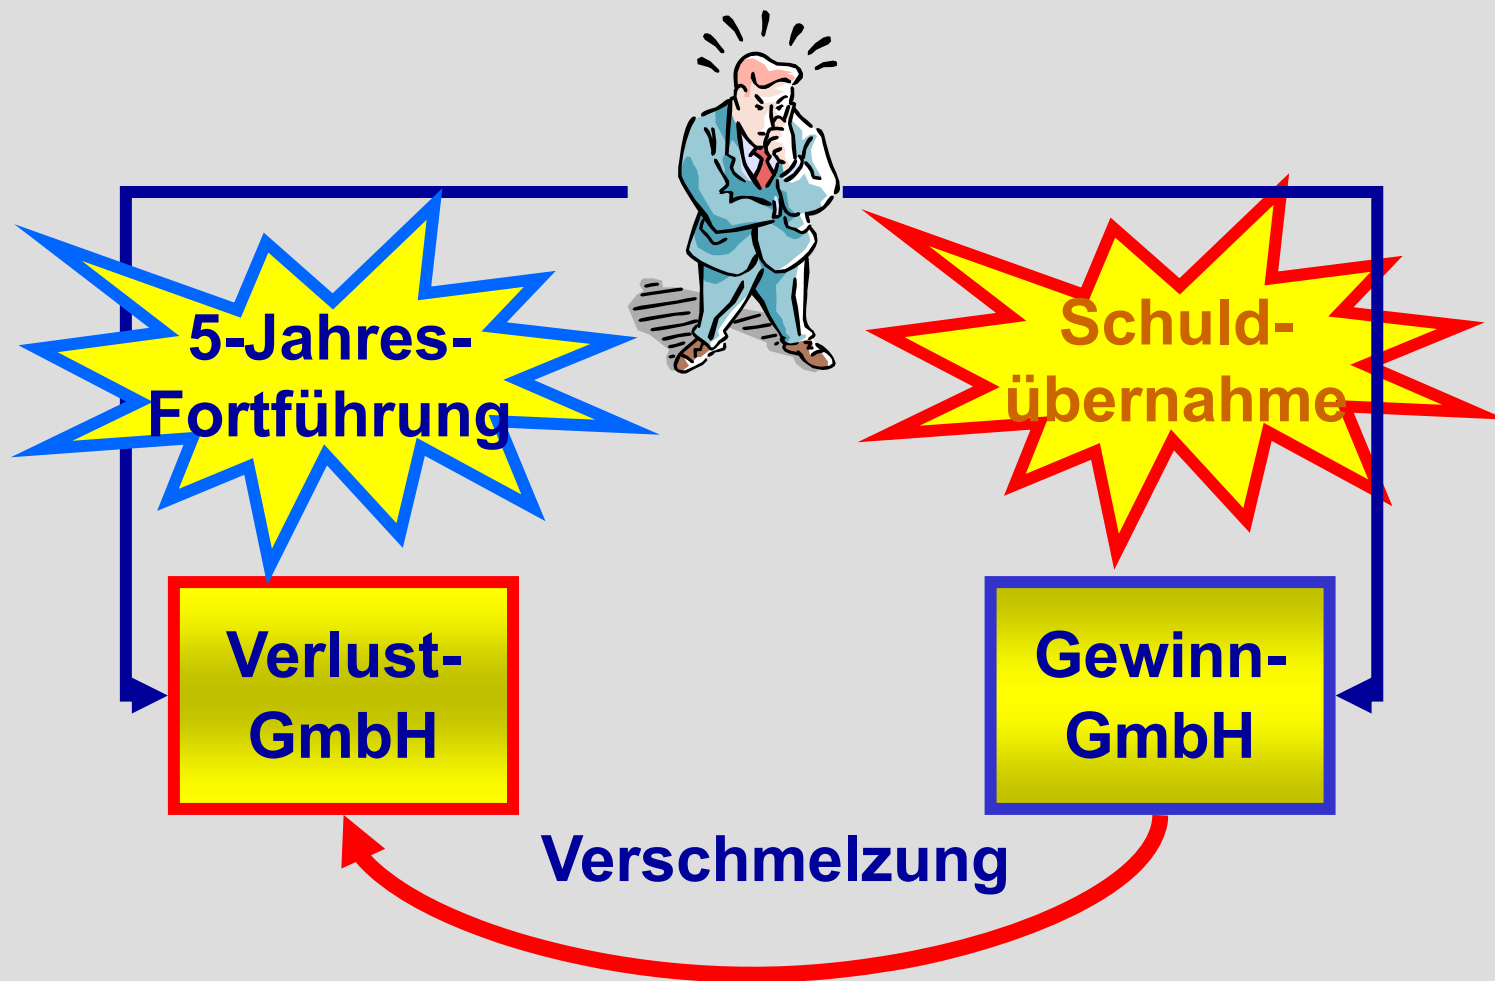 5-Jahres-
Fortführung
Schuld-
übernahme
Verlust-
GmbH
Gewinn-
GmbH
Verschmelzung